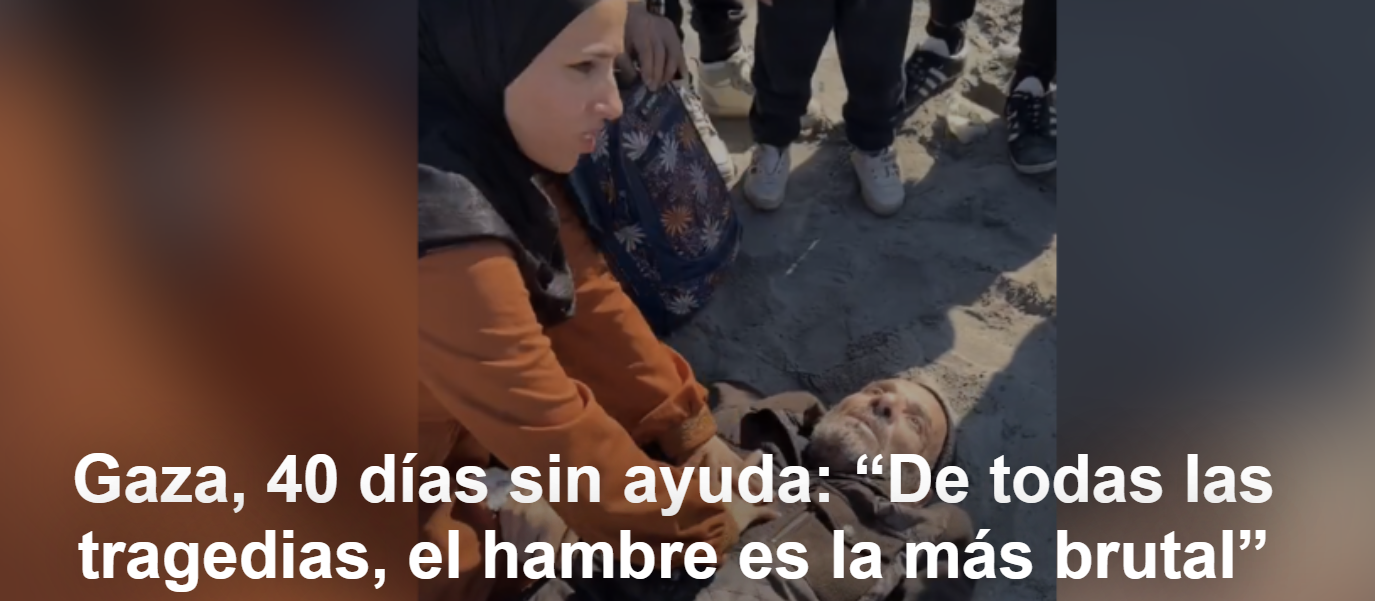 Gaza, 40 días sin ayuda: “De todas las
tragedias, el hambre es la más brutal”